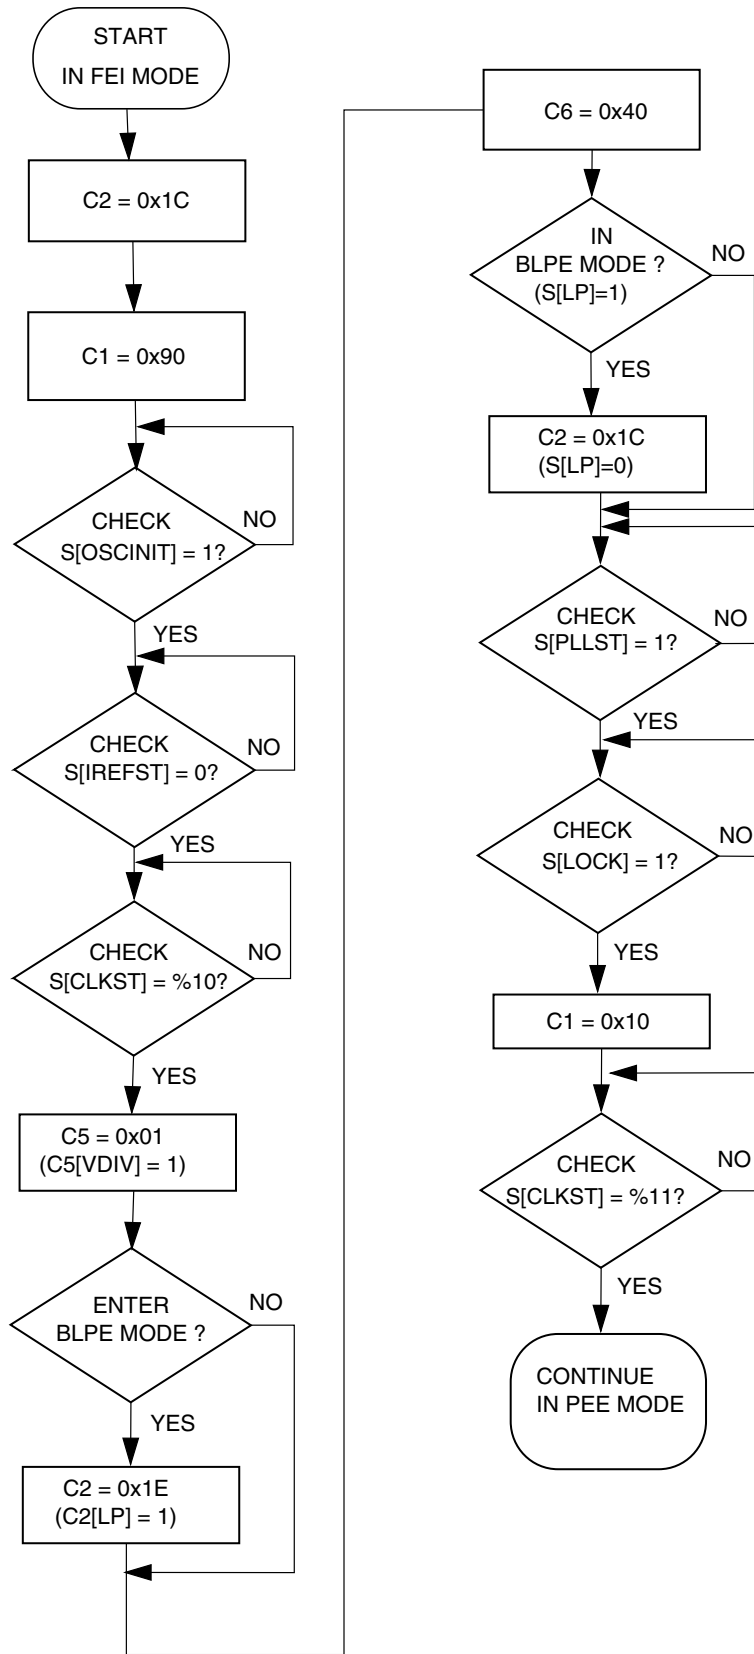 START
IN FEI MODE
C2 = 0x1C
C1 = 0x90
CHECK
S[OSCINIT] = 1?
NO
YES
CHECK
S[IREFST] = 0?
NO
YES
CHECK
S[CLKST] = %10?
NO
YES
C5 = 0x01
(C5[VDIV] = 1)
ENTER
BLPE MODE ?
NO
YES
C2 = 0x1E
(C2[LP] = 1)
C6 = 0x40
IN
BLPE MODE ?
(S[LP]=1)
NO
YES
C2 = 0x1C
(S[LP]=0)
CHECK
S[PLLST] = 1?
NO
YES
CHECK
S[LOCK] = 1?
NO
YES
C1 = 0x10
CHECK
S[CLKST] = %11?
NO
YES
CONTINUE
IN PEE MODE